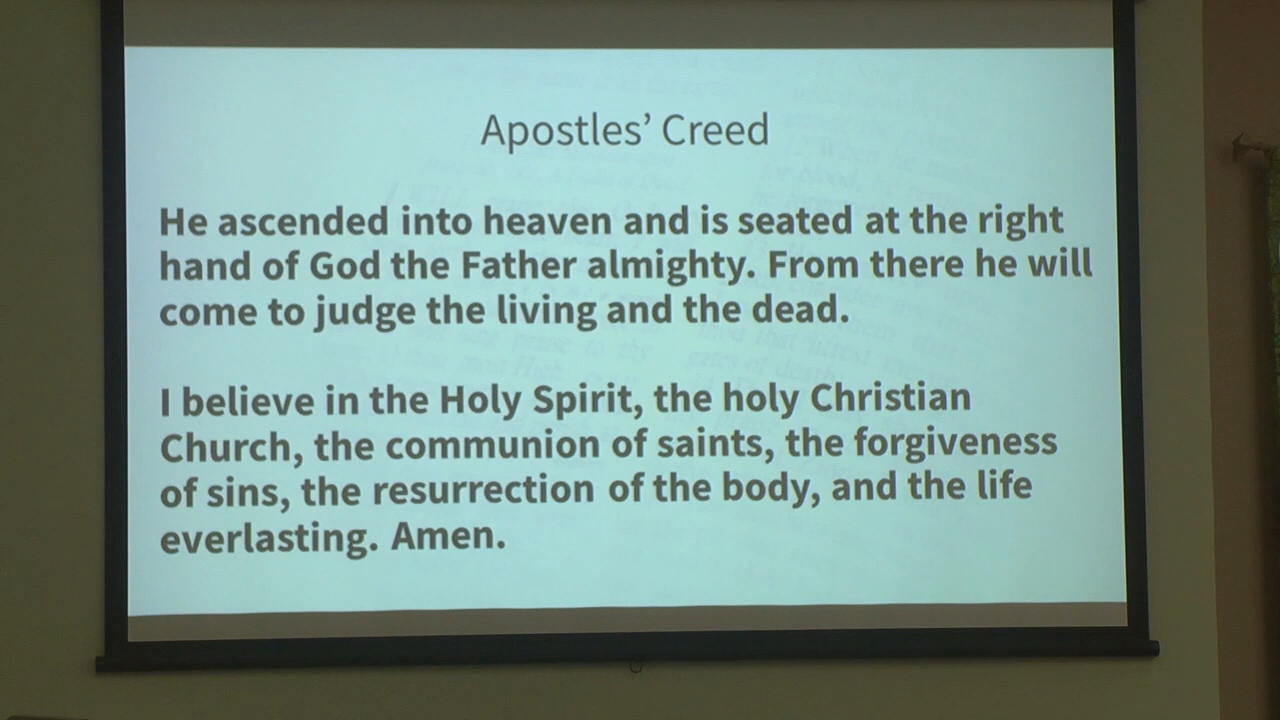 Apostles’ Creed
He ascended into heaven and is seated at the right
hand of God the Father almighty. From there he will
come to judge the living and the dead.
I believe in the Holy Spirit, the holy Christian
Church, the communion of saints, the forgiveness
of sins, the resurrection of the body, and the life
everlasting. Amen.